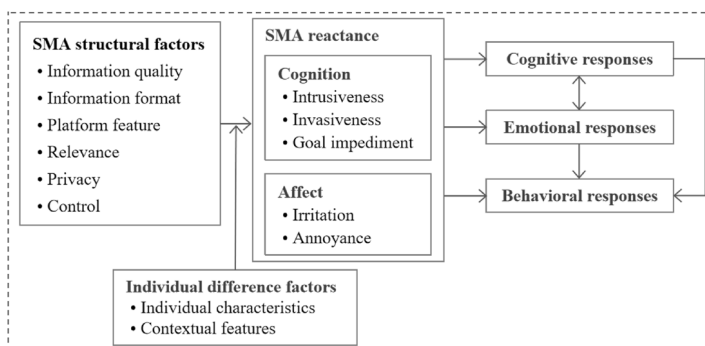 SMA structural factors
• Information quality
• Information format
• Platform feature
• Relevance
• Privacy
• Control
SMA reactance
Cognition
• Intrusiveness
• Invasiveness
• Goal impediment
Affect
• Irritation
• Annoyance
Individual difference factors
• Individual characteristics
• Contextual features
Cognitive responses
Emotional responses
Behavioral responses